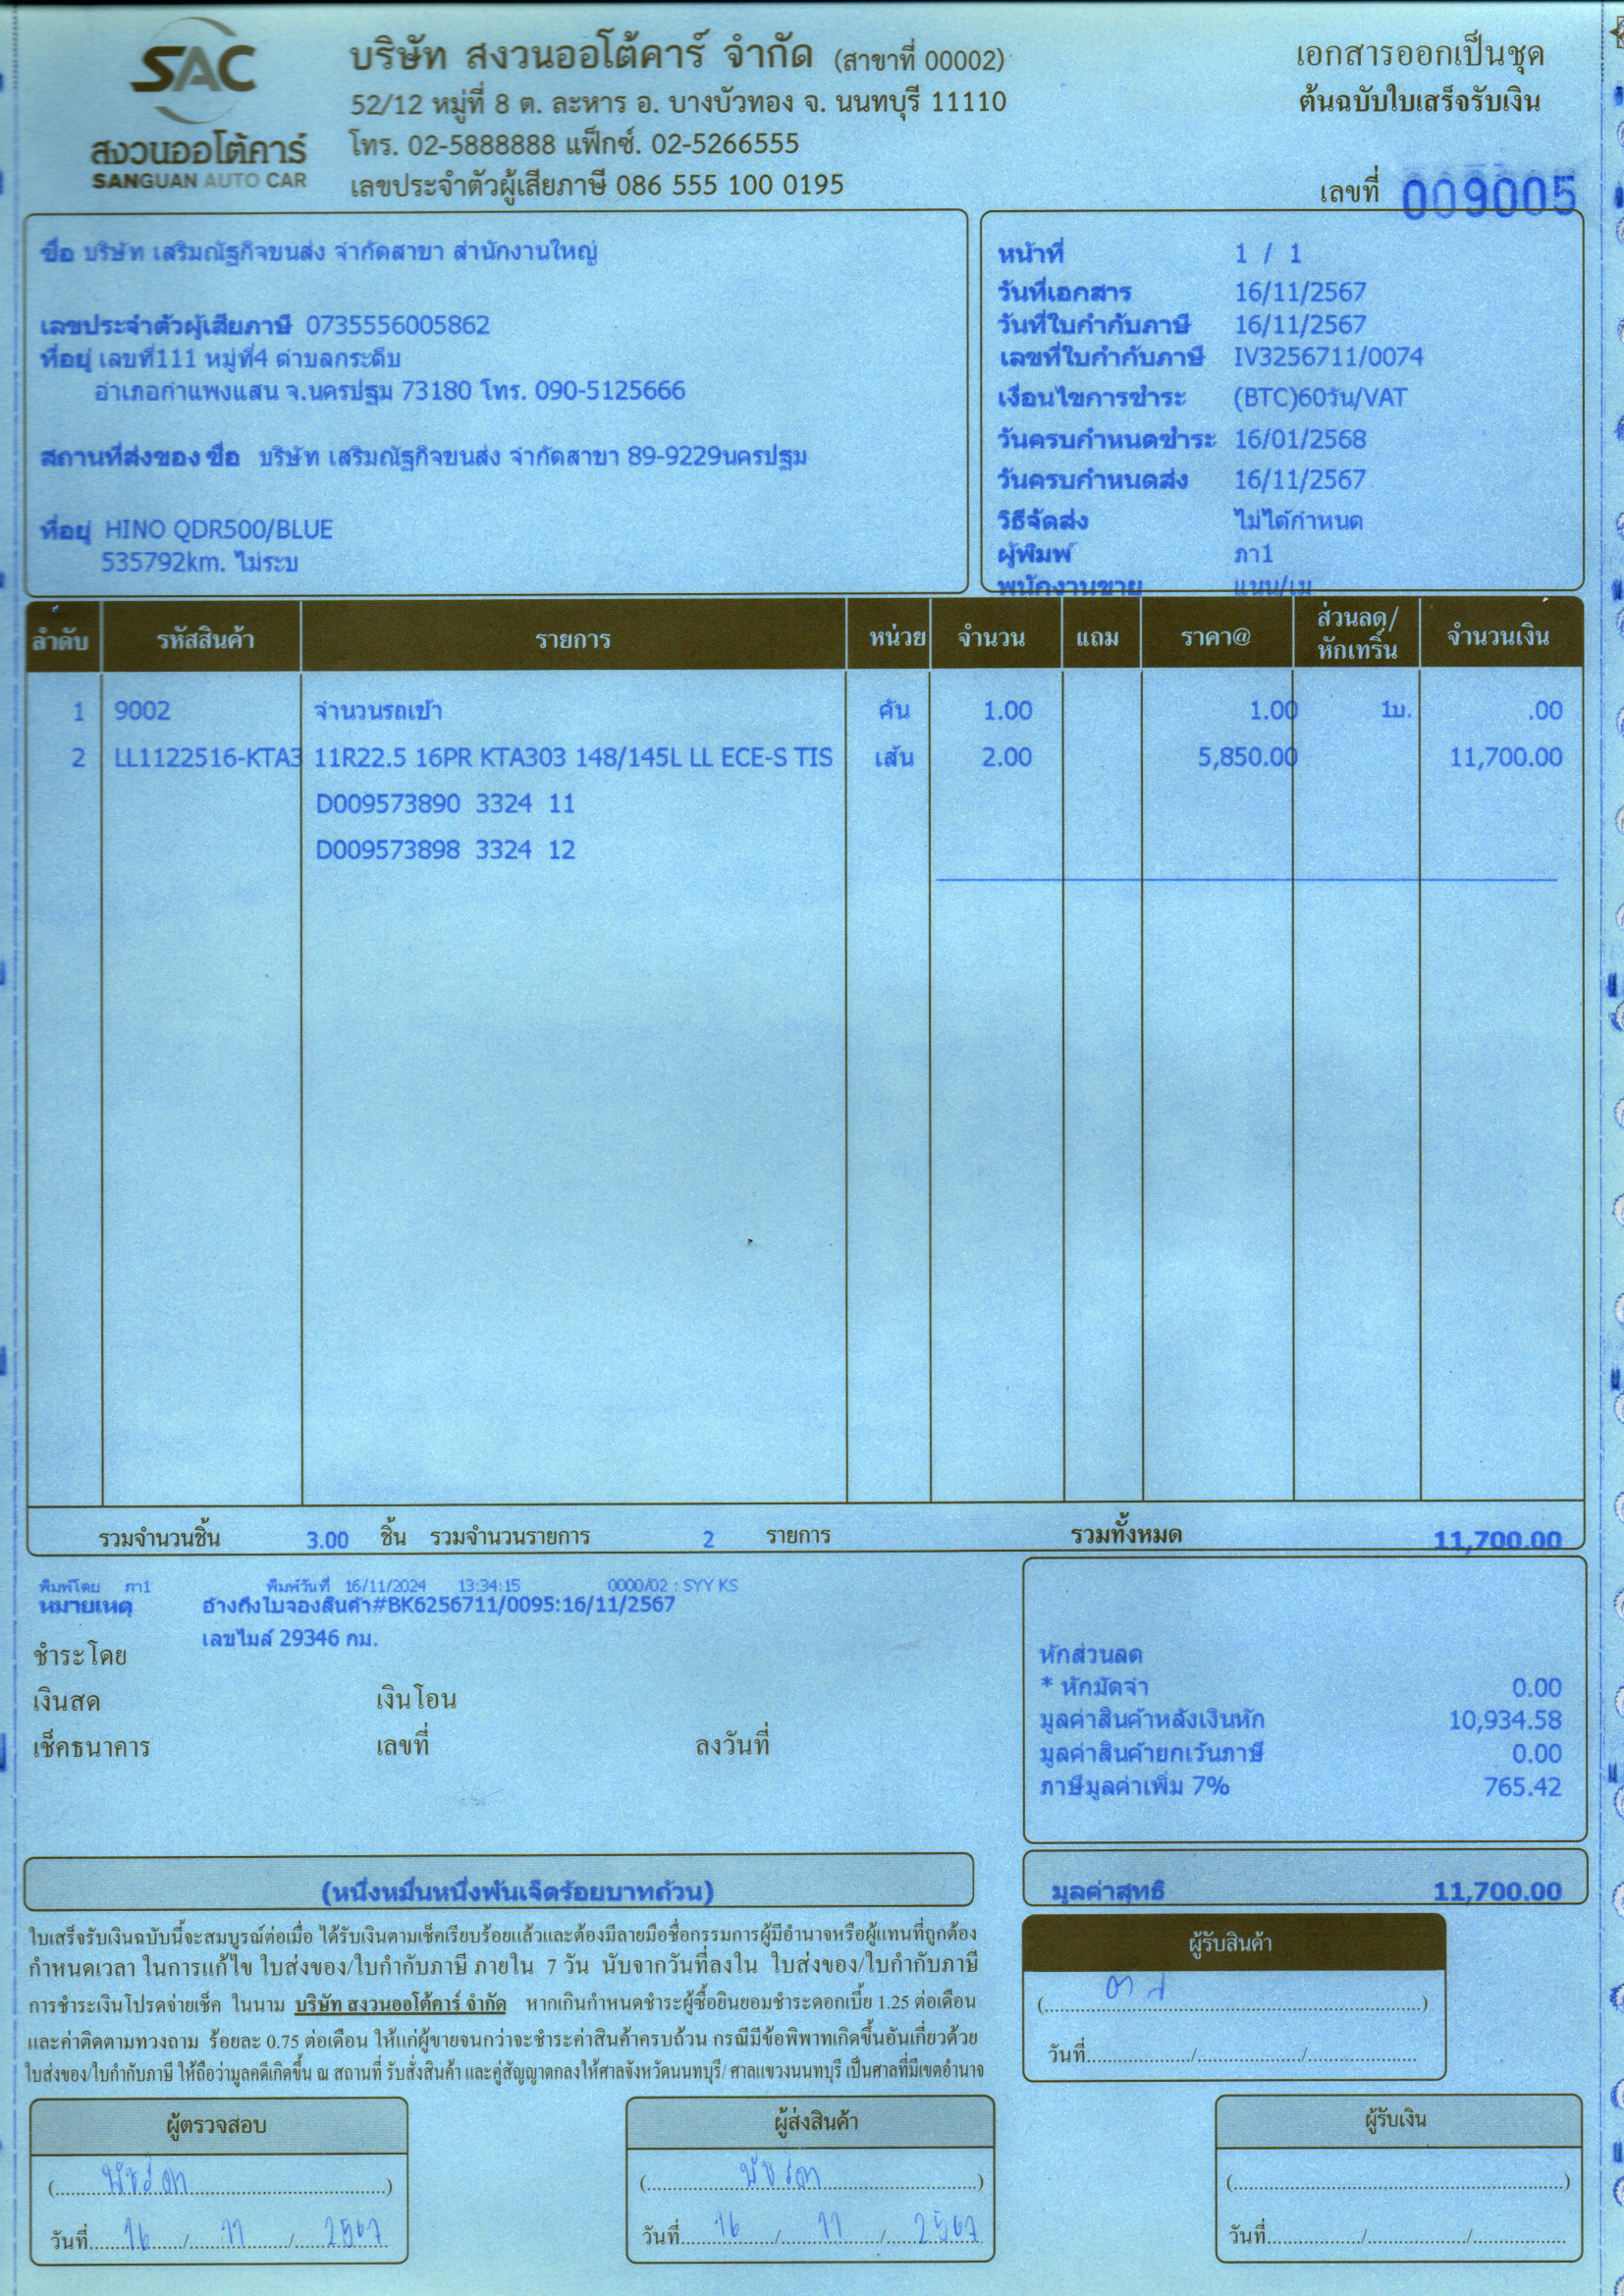 SAC
สงวนออโต้คาร์
SANGUAN AUTO CAR
บริษัท สงวนออโต้คาร์ จำกัด (สาขาที่ 00002)
52/12 หมู่ที่ 8 ต. ละหาร อ. บางบัวทอง จ. นนทบุรี 11110
โทร. 02-5888888 แฟ็กซ์. 02-5266555
เลขประจำตัวผู้เสียภาษี 086 555 100 0195
เอกสารออกเป็นชุด
ต้นฉบับใบเสร็จรับเงิน
เลขที่ 009005
ชื่อ บริษัท เสริมณัฐกิจขนส่ง จำกัดสาขา สำนักงานใหญ่
เลขประจำตัวผู้เสียภาษี 0735556005862
ที่อยู่ เลขที่111 หมู่ที่4 ตำบลกระตีบ
อำเภอกำแพงแสน จ.นครปฐม 73180 โทร. 090-5125666
สถานที่ส่งของ ชื่อ บริษัท เสริมณัฐกิจขนส่ง จำกัดสาขา 89-9229นครปฐม
ที่อยู่ HINO QDR500/BLUE
535792km. ไม่ระบ
หน้าที่ 1 / 1
วันที่เอกสาร 16/11/2567
วันที่ใบกำกับภาษี 16/11/2567
เลขที่ใบกำกับภาษี IV3256711/0074
เงื่อนไขการชำระ (BTC)60วัน/VAT
วันครบกำหนดชำระ 16/01/2568
วันครบกำหนดส่ง 16/11/2567
วิธีจัดส่ง ไม่ได้กำหนด
ผู้พิมพ์ ภา1
พนักงานขาย แนน/เม
ลำดับ รหัสสินค้า รายการ หน่วย จำนวน แถม ราคา@ ส่วนลด/หักเทริ์น จำนวนเงิน
1 9002 จำนวนรถเข้า คัน 1.00 1.00 1บ. .00
2 LL1122516-KTA3 11R22.5 16PR KTA303 148/145L LL ECE-S TIS เส้น 2.00 5,850.00 11,700.00
D009573890 3324 11
D009573898 3324 12
รวมจำนวนชิ้น 3.00 ชิ้น รวมจำนวนรายการ 2 รายการ รวมทั้งหมด 11,700.00
พิมพ์โดย ภา1 พิมพ์วันที่ 16/11/2024 13:34:15 0000/02 : SYY KS
หมายเหตุ อ้างถึงใบจองสินค้า#BK6256711/0095:16/11/2567
เลขไมล์ 29346 กม.
ชำระโดย
เงินสด เงินโอน
เช็คธนาคาร เลขที่ ลงวันที่
หักส่วนลด
* หักมัดจำ 0.00
มูลค่าสินค้าหลังเงินหัก 10,934.58
มูลค่าสินค้ายกเว้นภาษี 0.00
ภาษีมูลค่าเพิ่ม 7% 765.42
(หนึ่งหมื่นหนึ่งพันเจ็ดร้อยบาทถ้วน)
มูลค่าสุทธิ 11,700.00
ใบเสร็จรับเงินฉบับนี้จะสมบูรณ์ต่อเมื่อ ได้รับเงินตามเช็คเรียบร้อยแล้วและต้องมีลายมือชื่อกรรมการผู้มีอำนาจหรือผู้แทนที่ถูกต้อง
กำหนดเวลา ในการแก้ไข ใบส่งของ/ใบกำกับภาษี ภายใน 7 วัน นับจากวันที่ลงใน ใบส่งของ/ใบกำกับภาษี
การชำระเงินโปรดจ่ายเช็ค ในนาม บริษัท สงวนออโต้คาร์ จำกัด หากเกินกำหนดชำระผู้ซื้อยินยอมชำระดอกเบี้ย 1.25 ต่อเดือน
และค่าติดตามทวงถาม ร้อยละ 0.75 ต่อเดือน ให้แก่ผู้ขายจนกว่าจะชำระค่าสินค้าครบถ้วน กรณีมีข้อพิพาทเกิดขึ้นอันเกี่ยวด้วย
ใบส่งของ/ใบกำกับภาษี ให้ถือว่ามูลคดีเกิดขึ้น ณ สถานที่ รับสั่งสินค้า และคู่สัญญาตกลงให้ศาลจังหวัดนนทบุรี/ ศาลแขวงนนทบุรี เป็นศาลที่มีเขตอำนาจ
ผู้รับสินค้า
วันที่
ผู้ตรวจสอบ
พัชรีดา
วันที่ 16 / 11 / 2567
ผู้ส่งสินค้า
วันที่ 16 / 11 / 2567
ผู้รับเงิน
วันที่